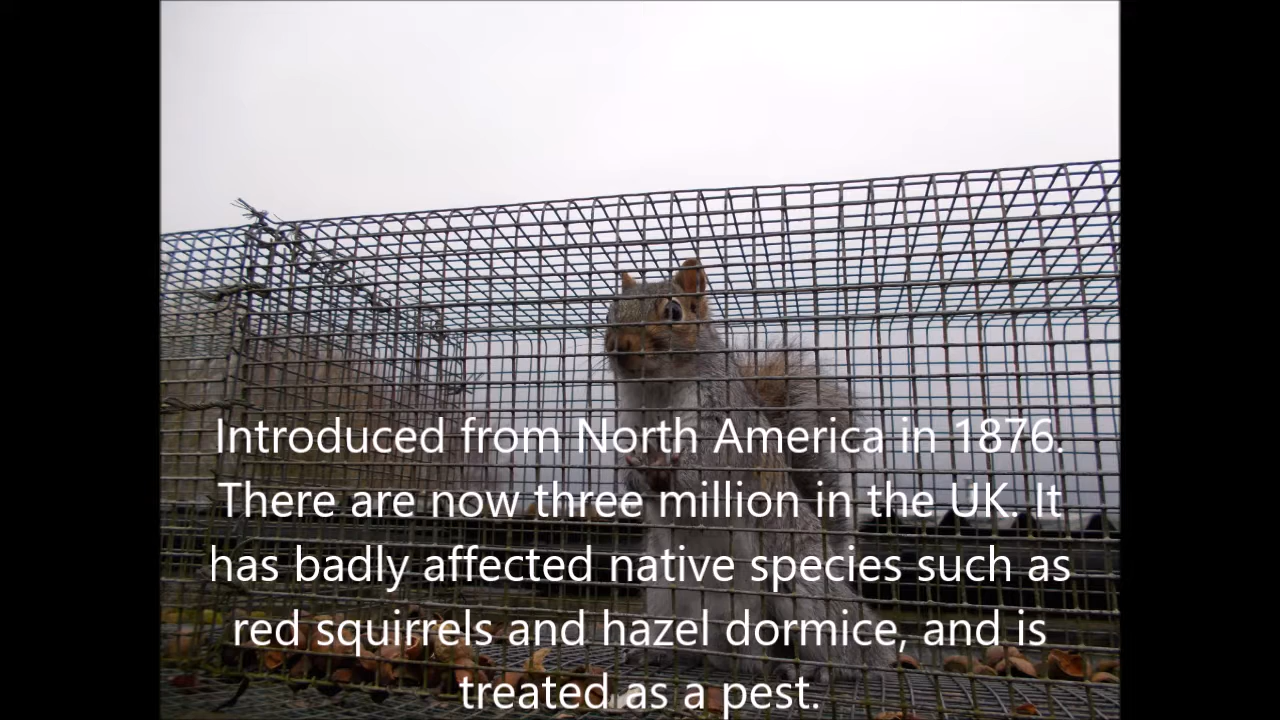 Introduced from North America in 1876.
There are now three million in the UK. It
has badly affected native species such as
red squirrels and hazel dormice, and is
treated as a pest.